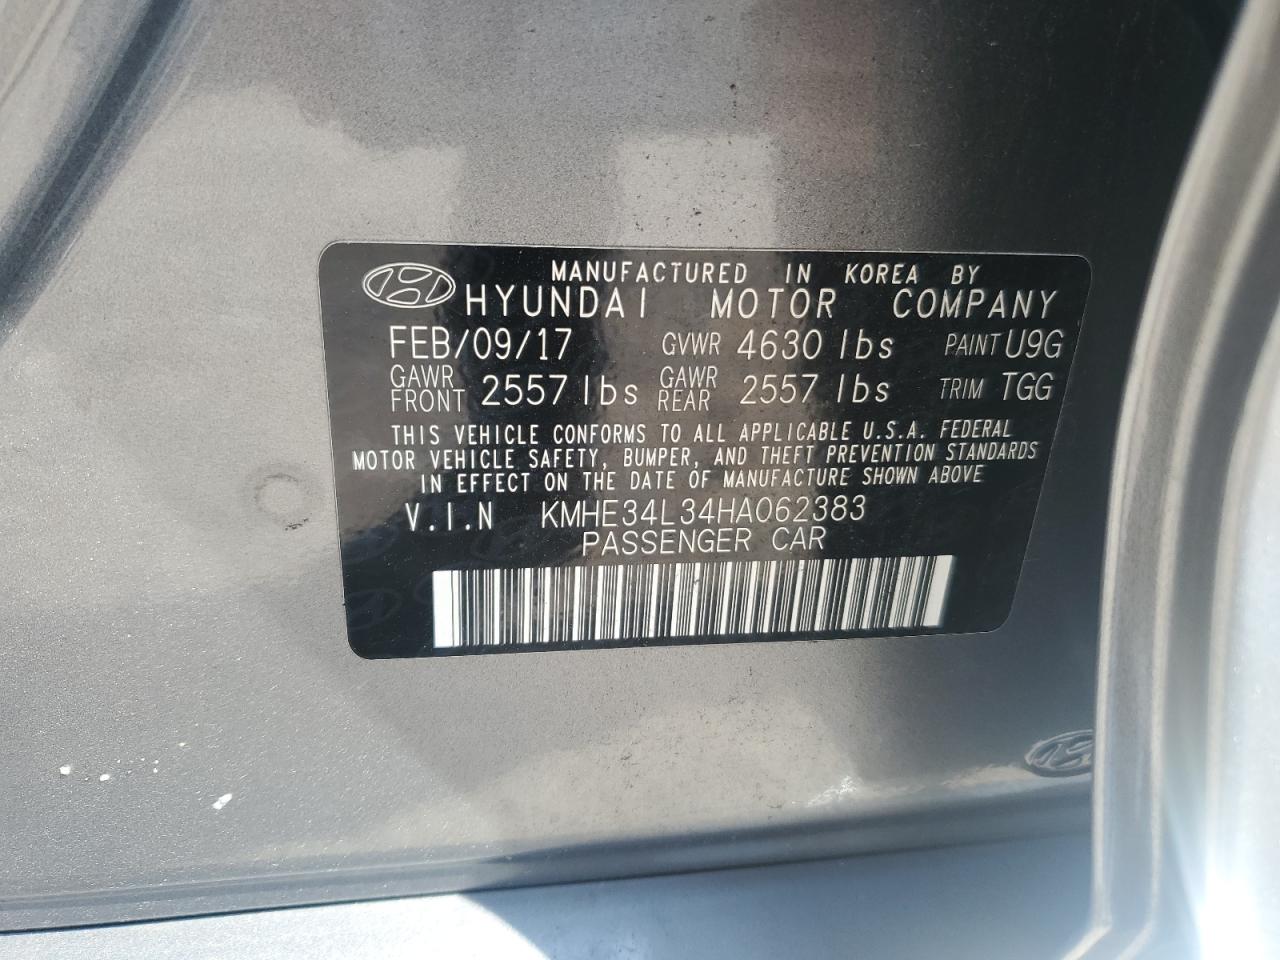 MANUFACTURED IN KOREA BY
HYUNDAI MOTOR COMPANY
FEB/09/17 GVWR 4630 lbs PAINT U9G
GAWR FRONT 2557 lbs GAWR REAR 2557 lbs TRIM TGG
THIS VEHICLE CONFORMS TO ALL APPLICABLE U.S.A. FEDERAL
MOTOR VEHICLE SAFETY, BUMPER, AND THEFT PREVENTION STANDARDS
IN EFFECT ON THE DATE OF MANUFACTURE SHOWN ABOVE
V.I.N KMHE34L34HA062383
PASSENGER CAR